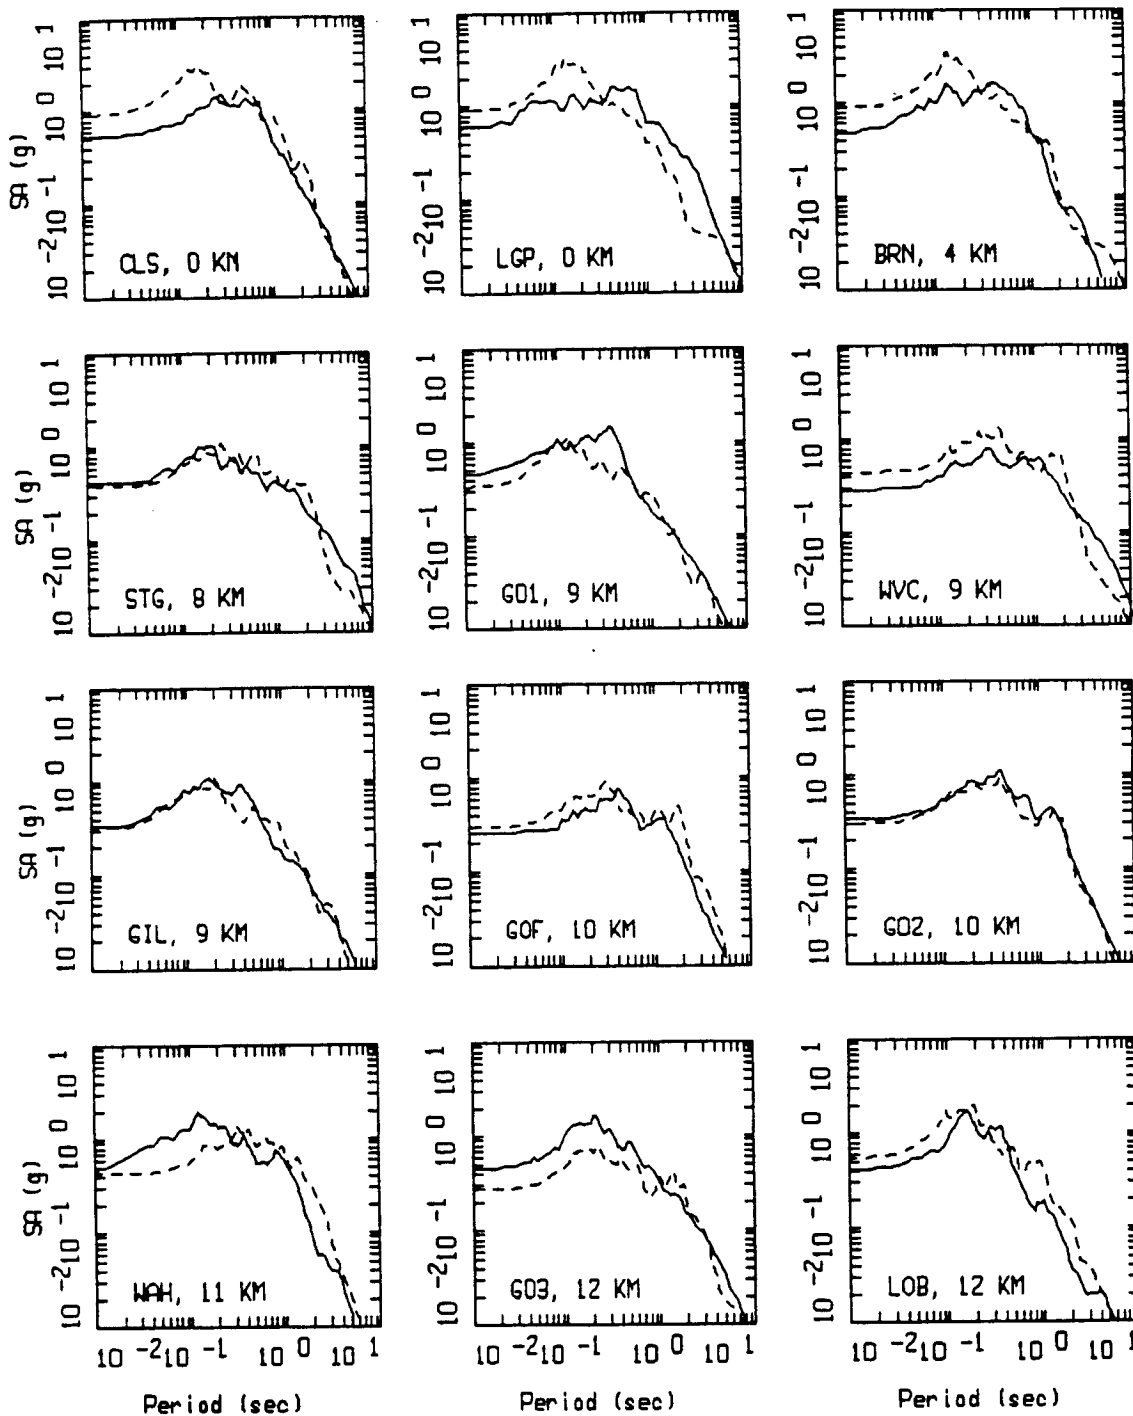 SA (g)
10 -2 10 -1 10 0 10 1
CLS, 0 KM
LGP, 0 KM
10 -2 10 -1 10 0 10 1
BRN, 4 KM
10 -2 10 -1 10 0 10 1
SA (g)
10 -2 10 -1 10 0 10 1
STG, 8 KM
10 -2 10 -1 10 0 10 1
G01, 9 KM
10 -2 10 -1 10 0 10 1
WVC, 9 KM
SA (g)
10 -2 10 -1 10 0 10 1
GIL, 9 KM
10 -2 10 -1 10 0 10 1
GOF, 10 KM
10 -2 10 -1 10 0 10 1
G02, 10 KM
SA (g)
10 -2 10 -1 10 0 10 1
WAH, 11 KM
10 -2 10 -1 10 0 10 1
G03, 12 KM
10 -2 10 -1 10 0 10 1
LOB, 12 KM
10 -2 10 -1 10 0 10 1
10 -2 10 -1 10 0 10 1
10 -2 10 -1 10 0 10 1
Period (sec)
Period (sec)
Period (sec)